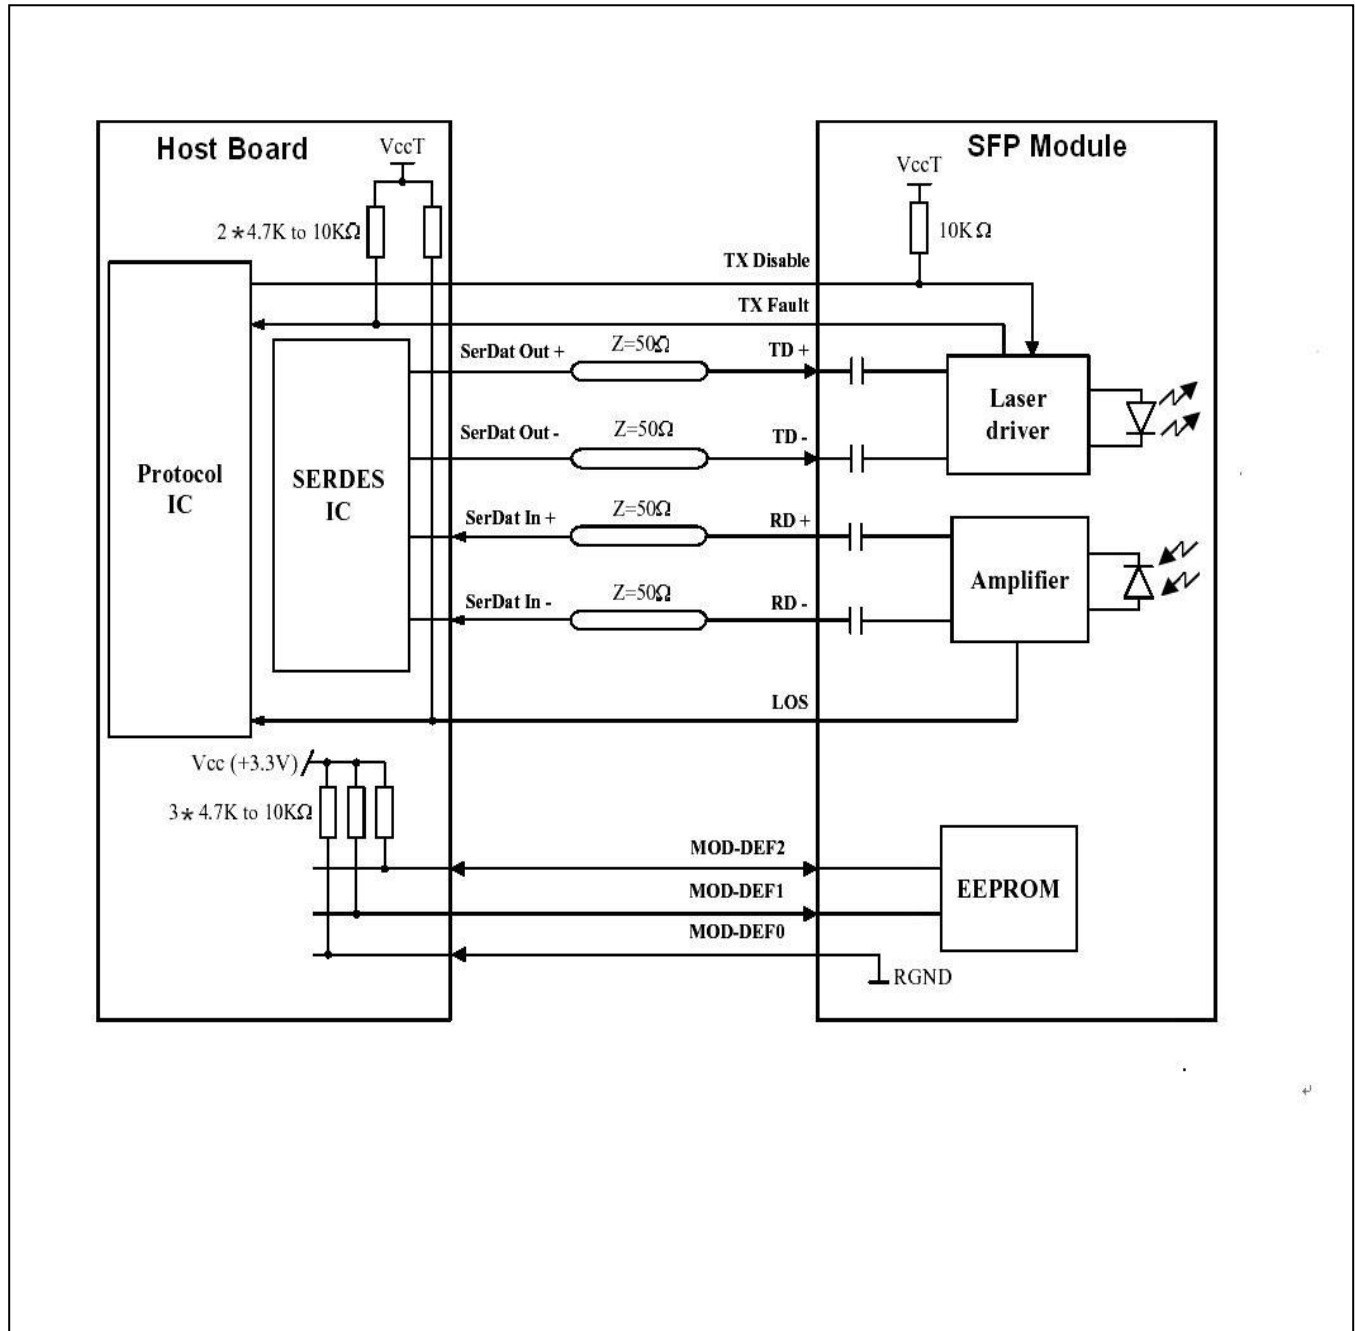 Host Board
SFP Module
VccT
VccT
2*4.7K to 10KΩ
10KΩ
TX Disable
TX Fault
SerDat Out +
Z=50Ω
TD +
Laser
driver
SerDat Out -
Z=50Ω
TD -
Protocol
IC
SERDES
IC
SerDat In +
Z=50Ω
RD +
Amplifier
SerDat In -
Z=50Ω
RD -
LOS
Vcc (+3.3V)
3*4.7K to 10KΩ
MOD-DEF2
MOD-DEF1
EEPROM
MOD-DEF0
RGND